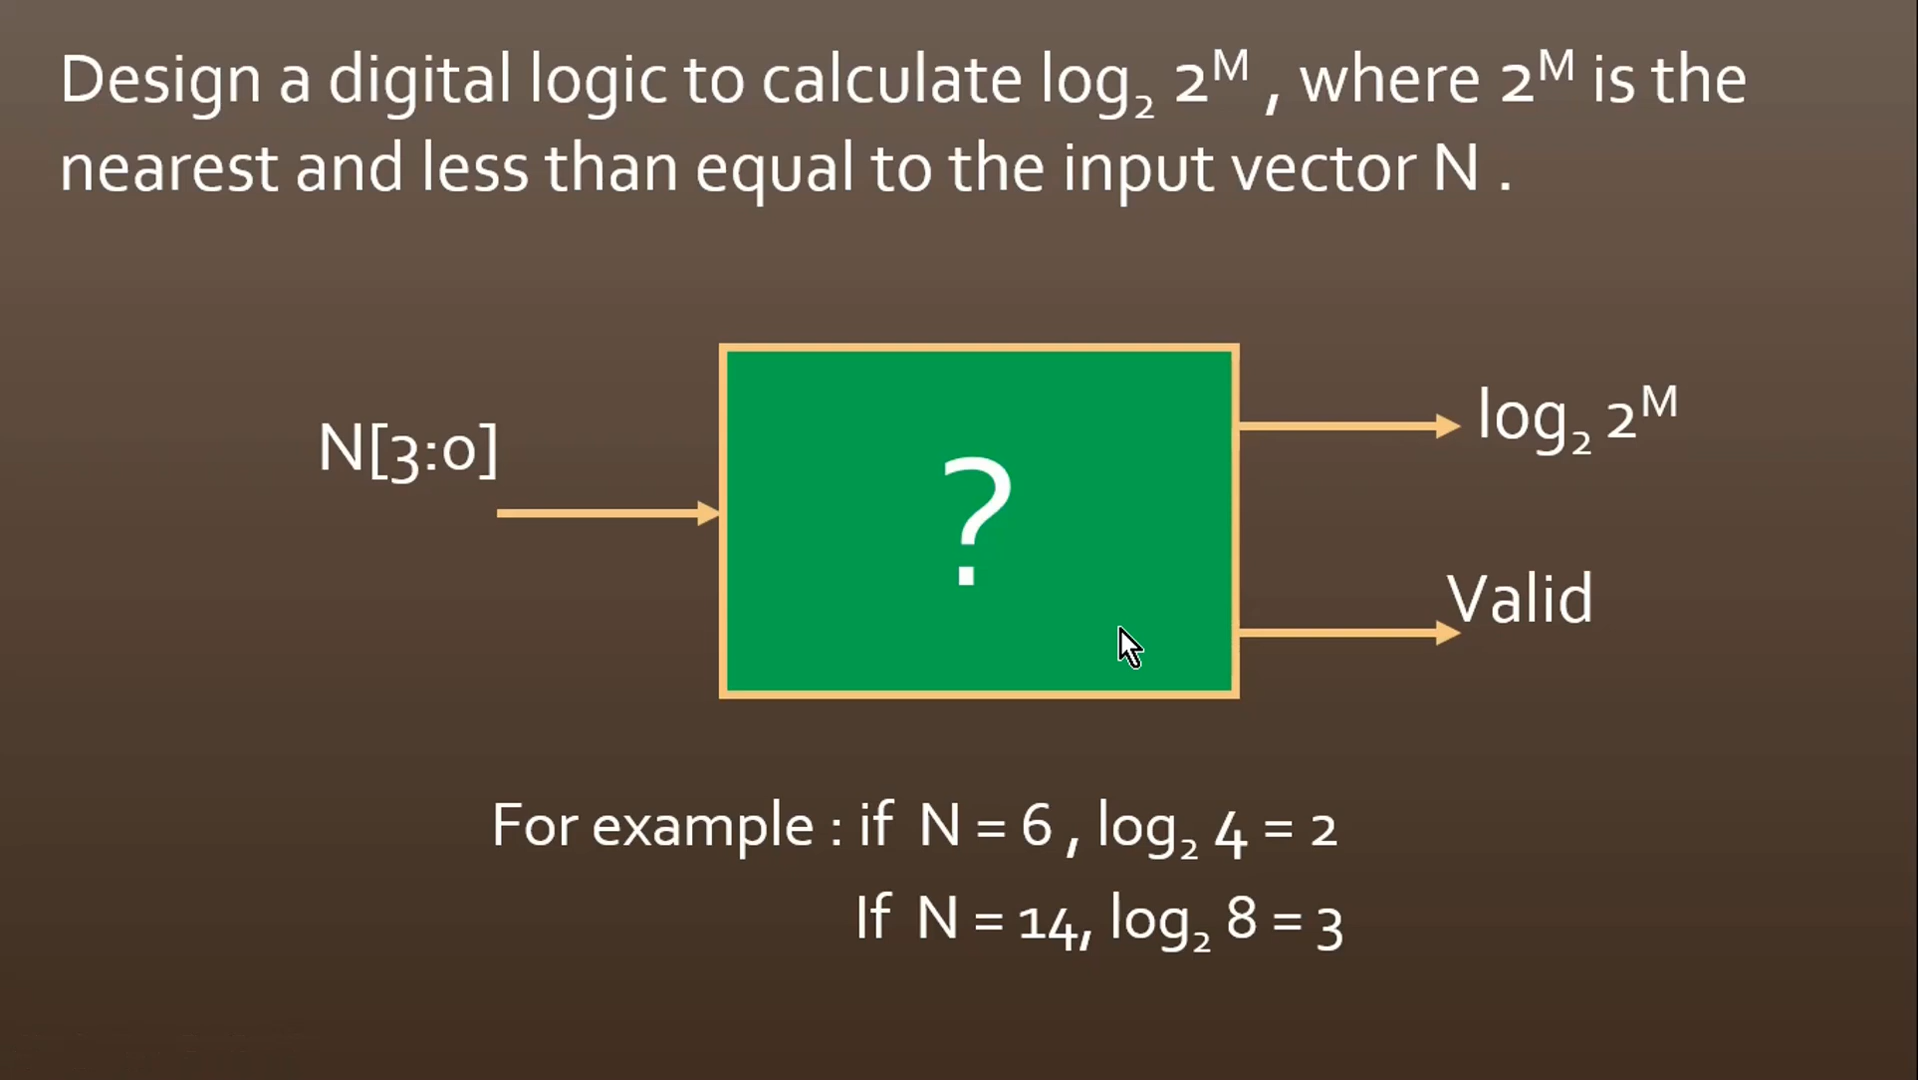 Design a digital logic to calculate log₂ 2ᴹ , where 2ᴹ is the
nearest and less than equal to the input vector N .
N[3:0]
?
log₂ 2ᴹ
Valid
For example : if N = 6 , log₂ 4 = 2
If N = 14, log₂ 8 = 3